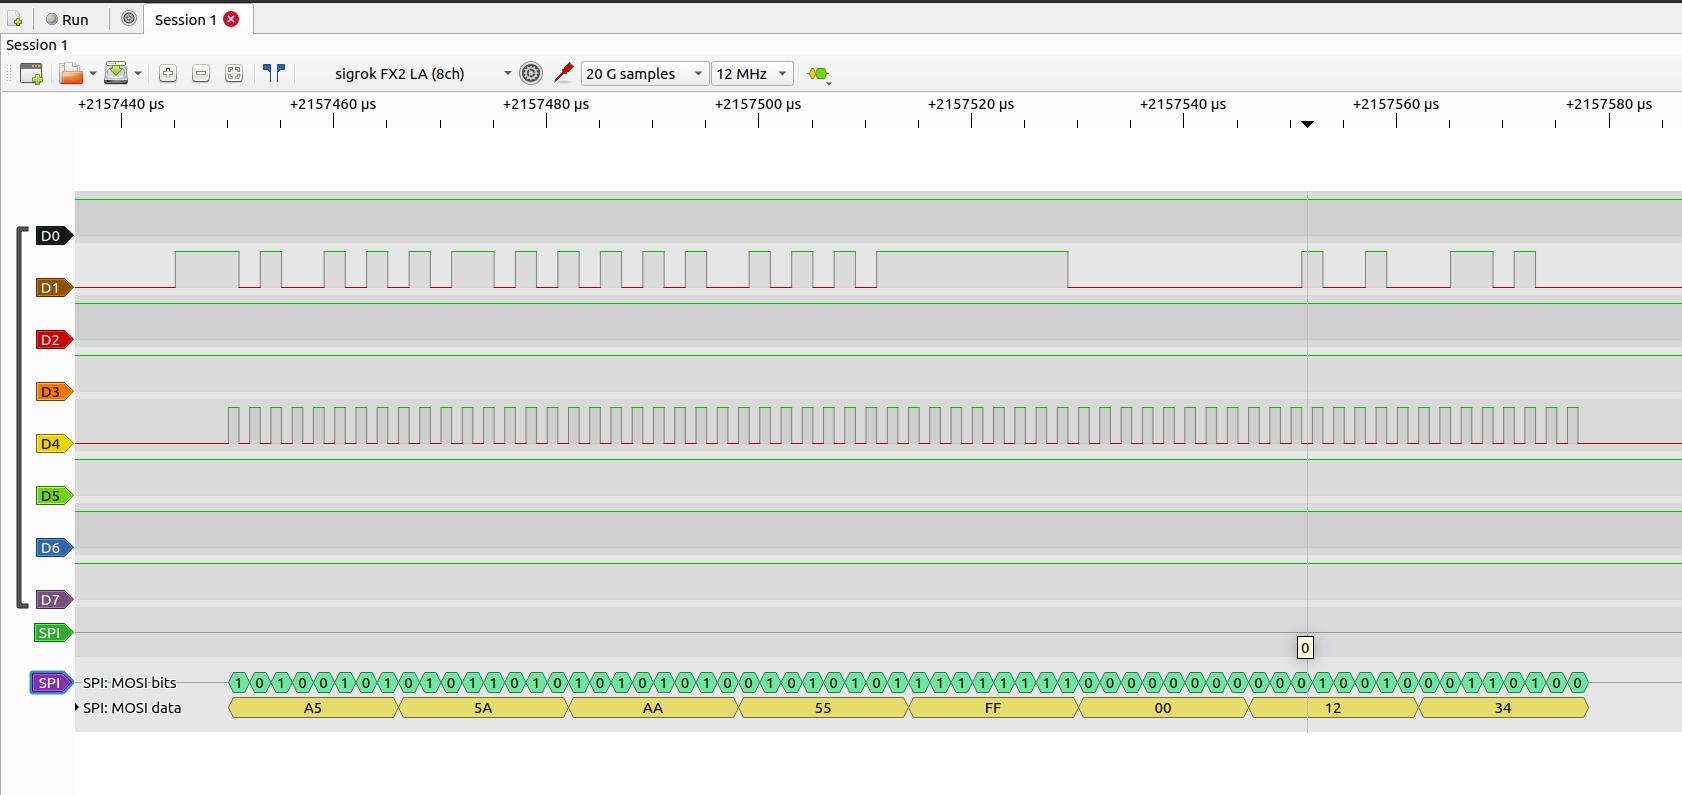 Run
Session 1
Session 1
sigrok FX2 LA (8ch) 20 G samples 12 MHz
+2157440 µs +2157460 µs +2157480 µs +2157500 µs +2157520 µs +2157540 µs +2157560 µs +2157580 µs
D0
D1
D2
D3
D4
D5
D6
D7
SPI
0
SPI SPI: MOSI bits 1 0 1 0 0 1 0 1 0 1 0 1 1 0 1 0 1 0 1 0 1 0 1 0 0 1 0 1 0 1 0 1 1 1 1 1 1 1 1 1 0 0 0 0 0 0 0 0 0 0 0 1 0 0 1 0 0 0 1 1 0 1 0 0
SPI: MOSI data A5 5A AA 55 FF 00 12 34